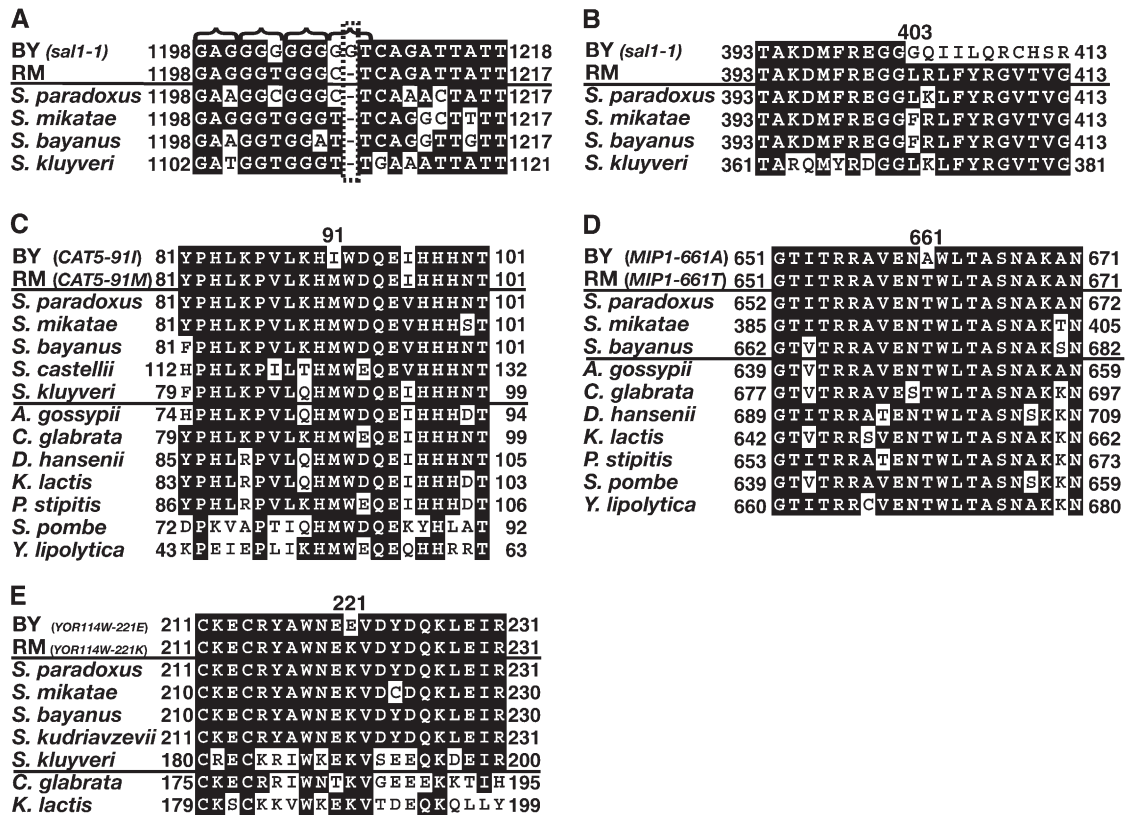 A
BY (sal1-1) 1198 GAGGGGGGGGGTCAGATTATT 1218
RM 1198 GAGGGTGGGC-TCAGATTATT 1217
S. paradoxus 1198 GAAGGCGGGC-TCAAACTATT 1217
S. mikatae 1198 GAGGGTGGGT-TCAGGCTTTT 1217
S. bayanus 1198 GAAGGTGGAT-TCAGGTTGTT 1217
S. kluyveri 1102 GATGGTGGGT-TGAAATTATT 1121
B
403
BY (sal1-1) 393 TAKDMFREGGGQIILQRCHSR 413
RM 393 TAKDMFREGGLRLFYRGVTVG 413
S. paradoxus 393 TAKDMFREGGLKLFYRGVTVG 413
S. mikatae 393 TAKDMFREGGFRLFYRGVTVG 413
S. bayanus 393 TAKDMFREGGFRLFYRGVTVG 413
S. kluyveri 361 TARQMYRDGGLKLFYRGVTVG 381
C
91
BY (CAT5-91I) 81 YPHLKPVLKHIWDQEIHHHNT 101
RM (CAT5-91M) 81 YPHLKPVLKHMWDQEIHHHNT 101
S. paradoxus 81 YPHLKPVLKHMWDQEVHHHNT 101
S. mikatae 81 YPHLKPVLKHMWDQEVHHHST 101
S. bayanus 81 FPHLKPVLKHMWDQEVHHHNT 101
S. castellii 112 HPHLKPILTHMWEQEVHHHNT 132
S. kluyveri 79 FPHLKPVLQHMWDQEIHHHNT 99
A. gossypii 74 HPHLKPVLQHMWDQEIHHHDT 94
C. glabrata 79 YPHLKPVLKHMWEQEIHHHNT 99
D. hansenii 85 YPHLRPVLQHMWDQEIHHHNT 105
K. lactis 83 YPHLRPVLQHMWDQEIHHHDT 103
P. stipitis 86 YPHLRPVLKHMWEQEIHHHDT 106
S. pombe 72 DPKVAPTIQHMWDQEKYHLAT 92
Y. lipolytica 43 KPEIEPLIKHMWEQEQHHRRT 63
D
661
BY (MIP1-661A) 651 GTITRRAVENAWLTASNAKAN 671
RM (MIP1-661T) 651 GTITRRAVENTWLTASNAKAN 671
S. paradoxus 652 GTITRRAVENTWLTASNAKAN 672
S. mikatae 385 GTITRRAVENTWLTASNAKTN 405
S. bayanus 662 GTVTRRAVENTWLTASNAKSN 682
A. gossypii 639 GTVTRRAVENTWLTASNAKAN 659
C. glabrata 677 GTVTRRAVESTWLTASNAKKN 697
D. hansenii 689 GTITRRATENTWLTASNSKKN 709
K. lactis 642 GTVTRRSVENTWLTASNAKKN 662
P. stipitis 653 GTITRRATENTWLTASNAKKN 673
S. pombe 639 GTVTRRAVENTWLTASNSKKN 659
Y. lipolytica 660 GTITRRCVENTWLTASNAKKN 680
E
221
BY (YOR114W-221E) 211 CKECRYAWNEEVDYDQKLEIR 231
RM (YOR114W-221K) 211 CKECRYAWNEKVDYDQKLEIR 231
S. paradoxus 211 CKECRYAWNEKVDYDQKLEIR 231
S. mikatae 210 CKECRYAWNEKVDCDQKLEIR 230
S. bayanus 210 CKECRYAWNEKVDYDQKLEIR 230
S. kudriavzevii 211 CKECRYAWNEKVDYDQKLEIR 231
S. kluyveri 180 CRECKRIWKEKVSEEQKDEIR 200
C. glabrata 175 CKECRRIWNTKVGEEEKKTIH 195
K. lactis 179 CKSCKKVWKEKVTDEQKQLLY 199